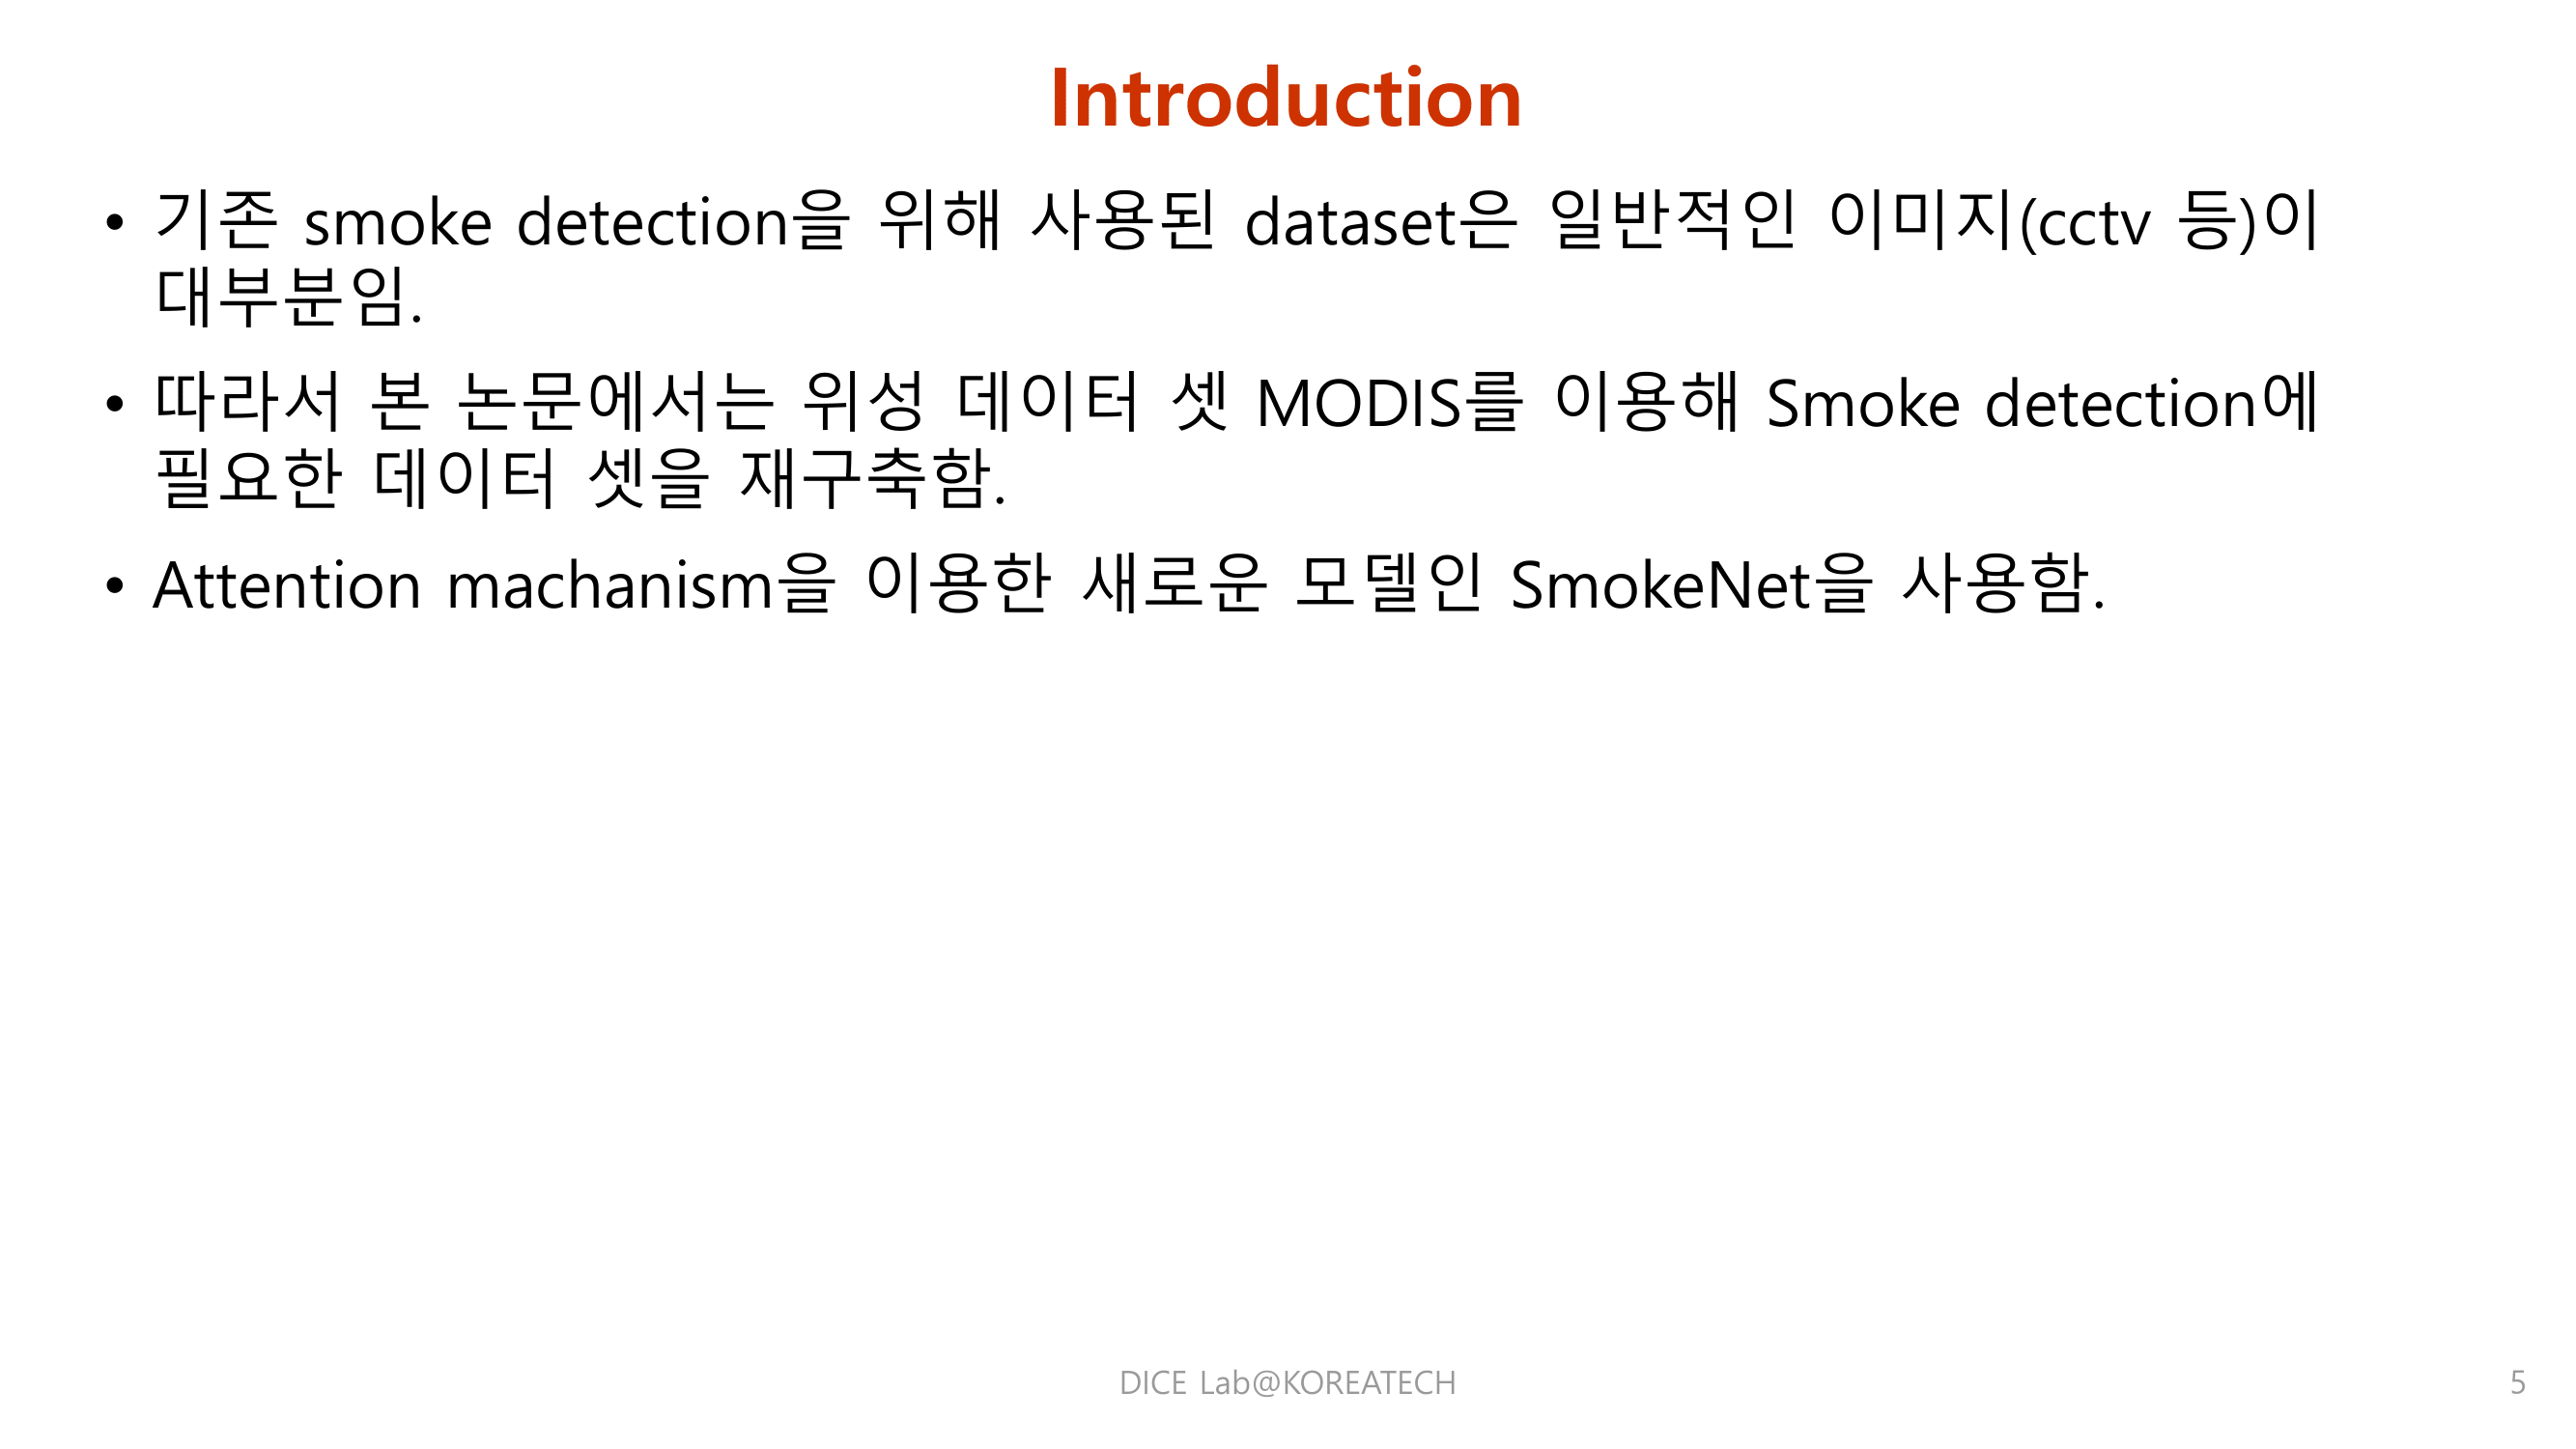 Introduction
• 기존 smoke detection을 위해 사용된 dataset은 일반적인 이미지(cctv 등)이
대부분임.
• 따라서 본 논문에서는 위성 데이터 셋 MODIS를 이용해 Smoke detection에
필요한 데이터 셋을 재구축함.
• Attention machanism을 이용한 새로운 모델인 SmokeNet을 사용함.
DICE Lab@KOREATECH
5